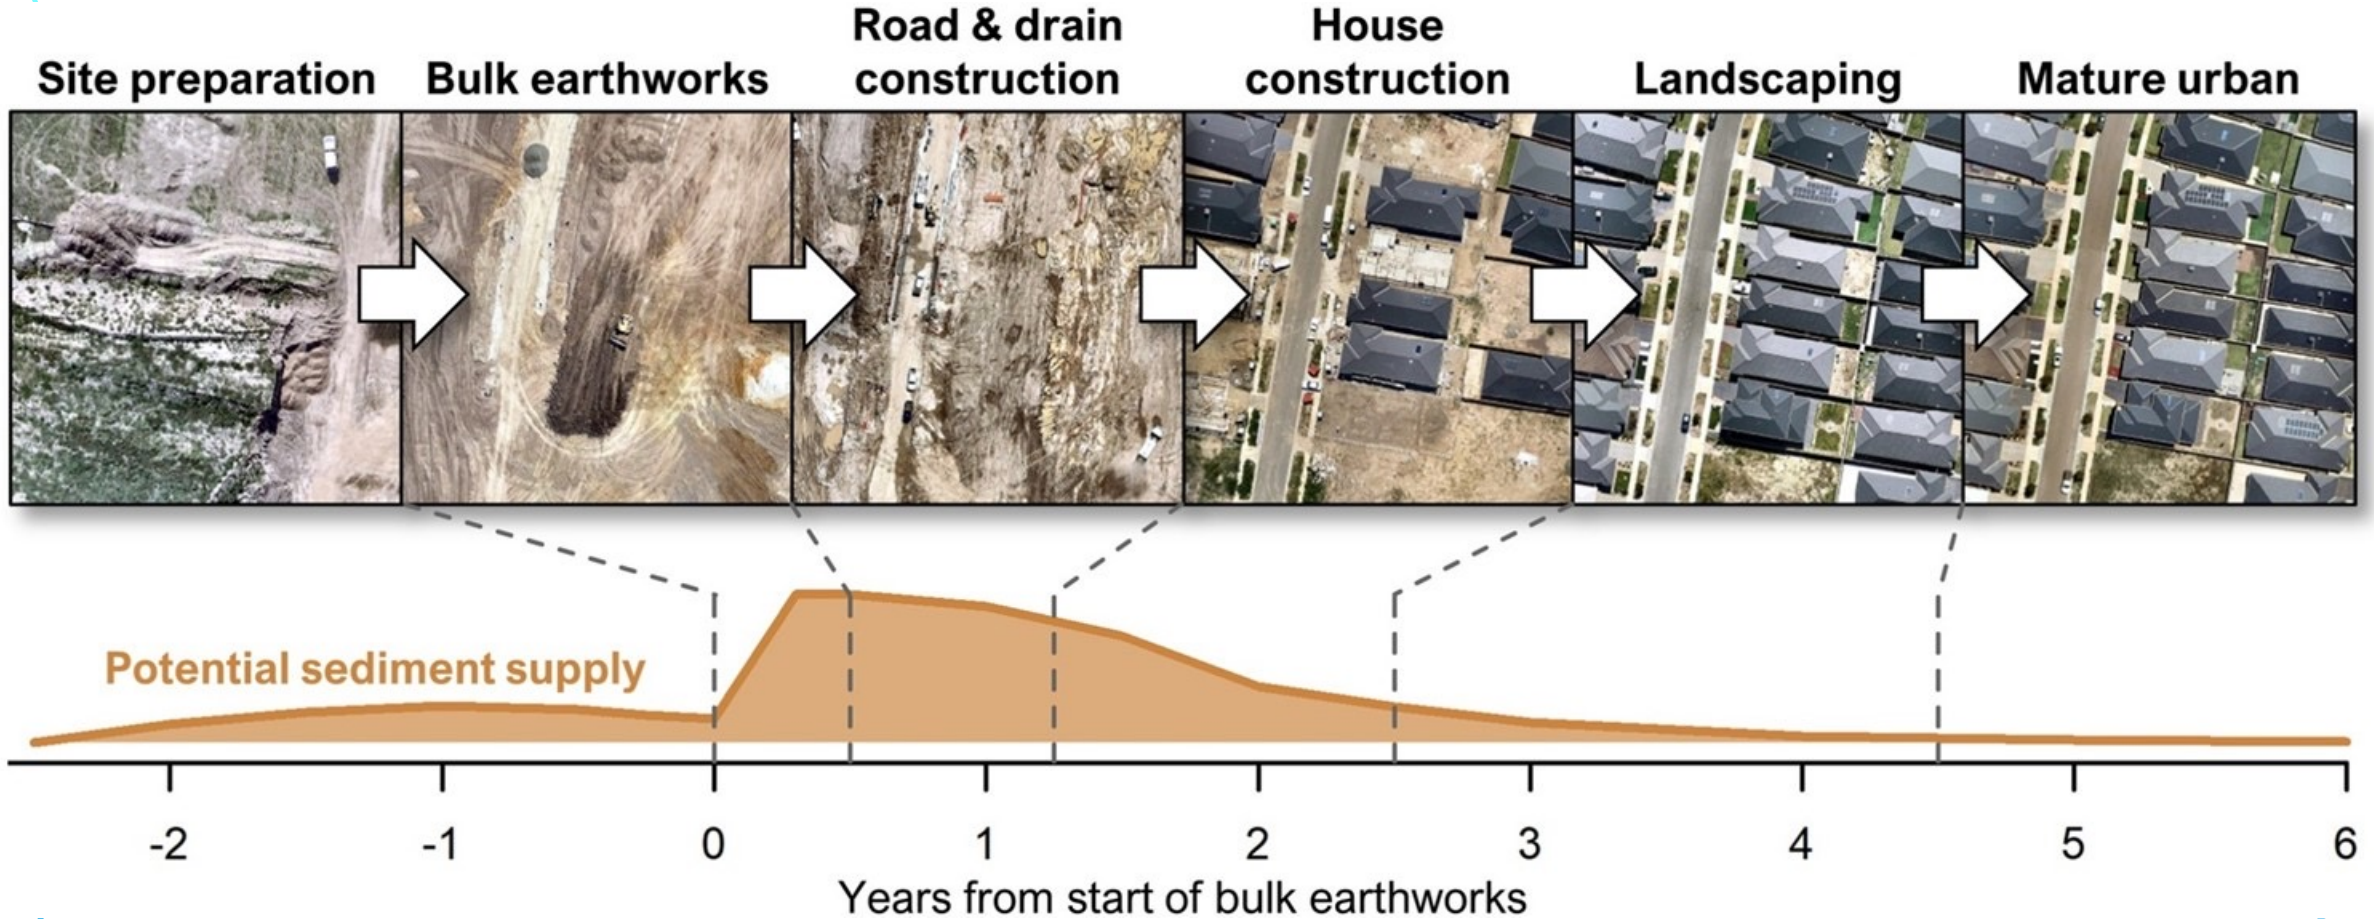 Site preparation
Bulk earthworks
Road & drain
construction
House
construction
Landscaping
Mature urban
Potential sediment supply
-2
-1
0
1
2
3
4
5
6
Years from start of bulk earthworks